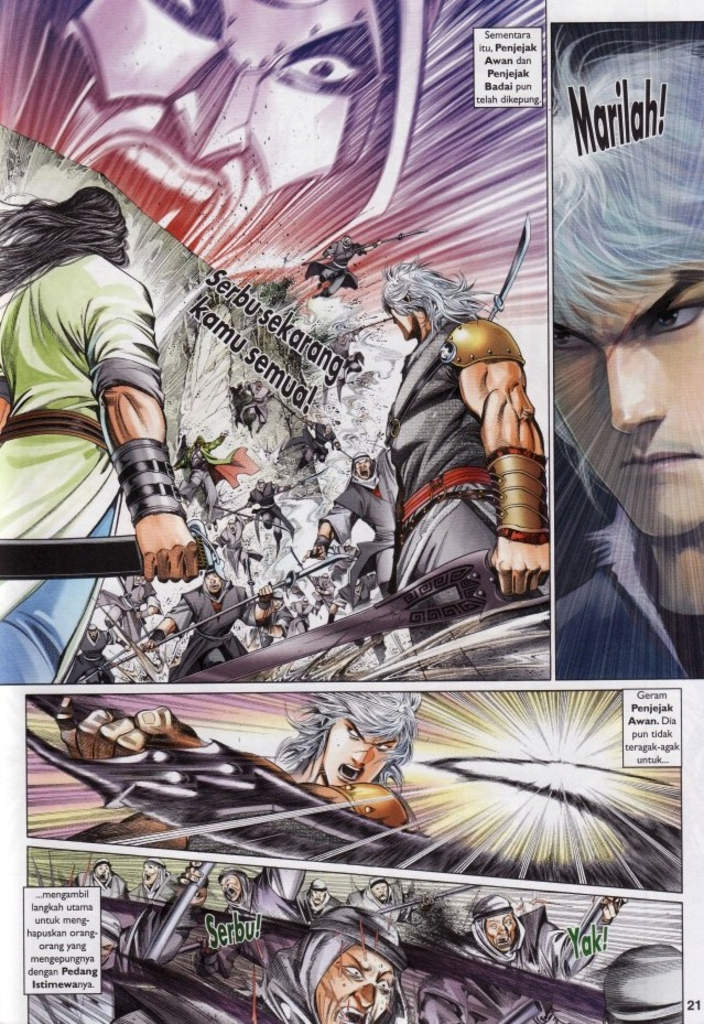 Sementara
itu, Penjejak
Awan dan
Penjejak
Badai pun
telah dikepung.
Marilah!
Serbu sekarang
kamu semua!
Geram
Penjejak
Awan. Dia
pun tidak
teragak-agak
untuk...
...mengambil
langkah utama
untuk meng-
hapuskan orang-
orang yang
mengepungnya
dengan Pedang
Istimewanya.
Serbu!
Yak!
21